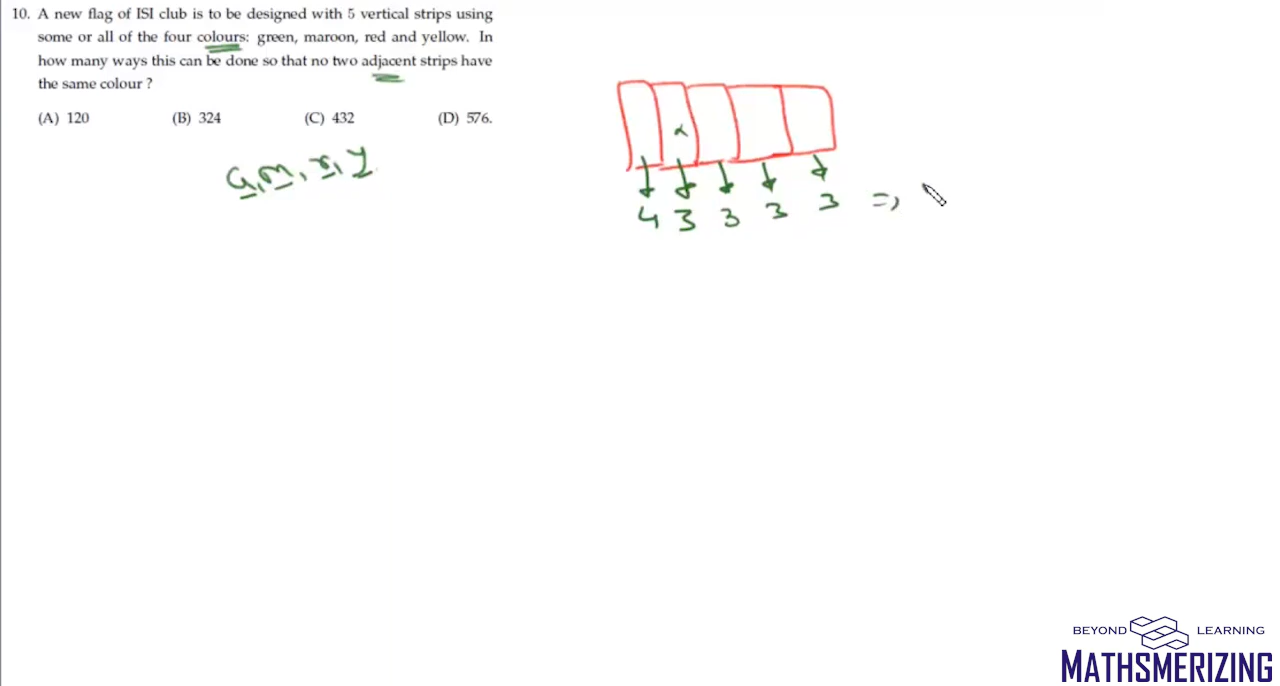 10. A new flag of ISI club is to be designed with 5 vertical strips using
some or all of the four colours: green, maroon, red and yellow. In
how many ways this can be done so that no two adjacent strips have
the same colour ?
(A) 120 (B) 324 (C) 432 (D) 576.
G, m, r, Y
x
4 3 3 3 3 =>
BEYOND LEARNING
MATHSMERIZING